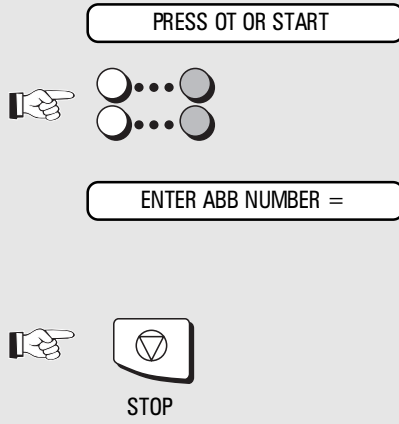 PRESS OT OR START
ENTER ABB NUMBER =
STOP